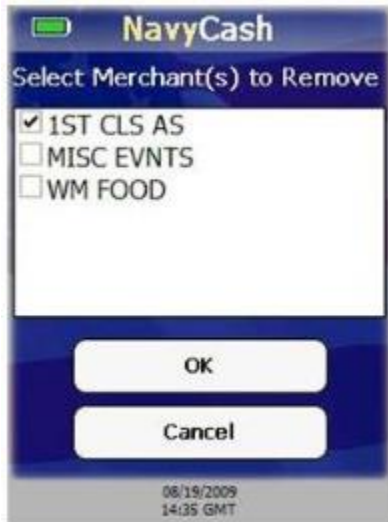 NavyCash
Select Merchant(s) to Remove
1ST CLS AS
MISC EVNTS
WM FOOD
OK
Cancel
08/19/2009
14:35 GMT